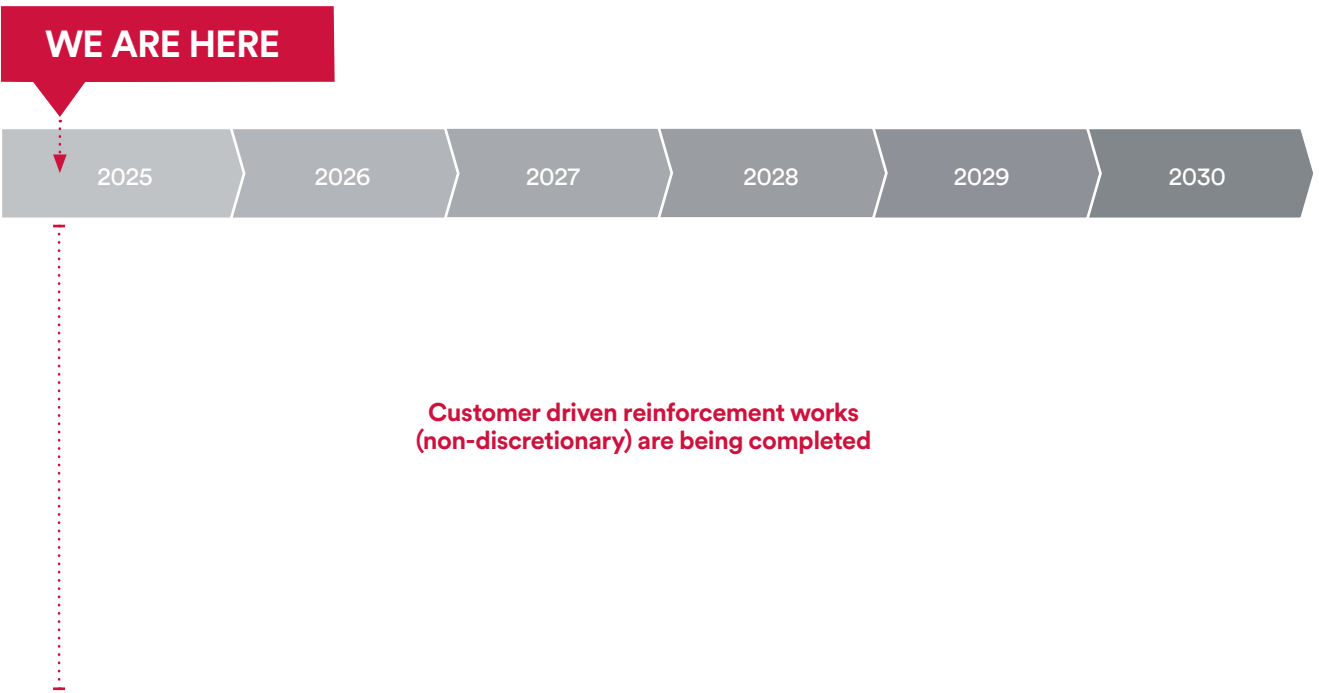 WE ARE HERE
2025
2026
2027
2028
2029
2030
Customer driven reinforcement works
(non-discretionary) are being completed